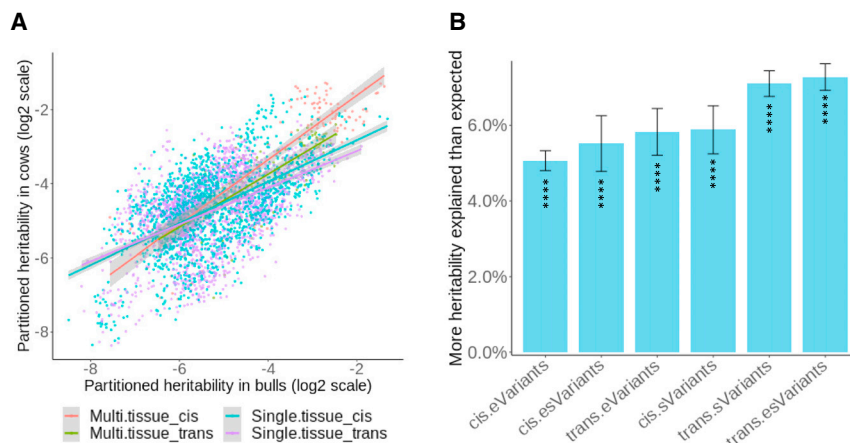 A
Partitioned heritability in cows (log2 scale)
-2
-4
-6
-8
-8 -6 -4 -2
Partitioned heritability in bulls (log2 scale)
Multi.tissue_cis Single.tissue_cis
Multi.tissue_trans Single.tissue_trans
B
More heritability explained than expected
6.0%
4.0%
2.0%
0.0%
**** **** **** **** **** ****
cis.eVariants
cis.esVariants
trans.eVariants
cis.sVariants
trans.sVariants
trans.esVariants